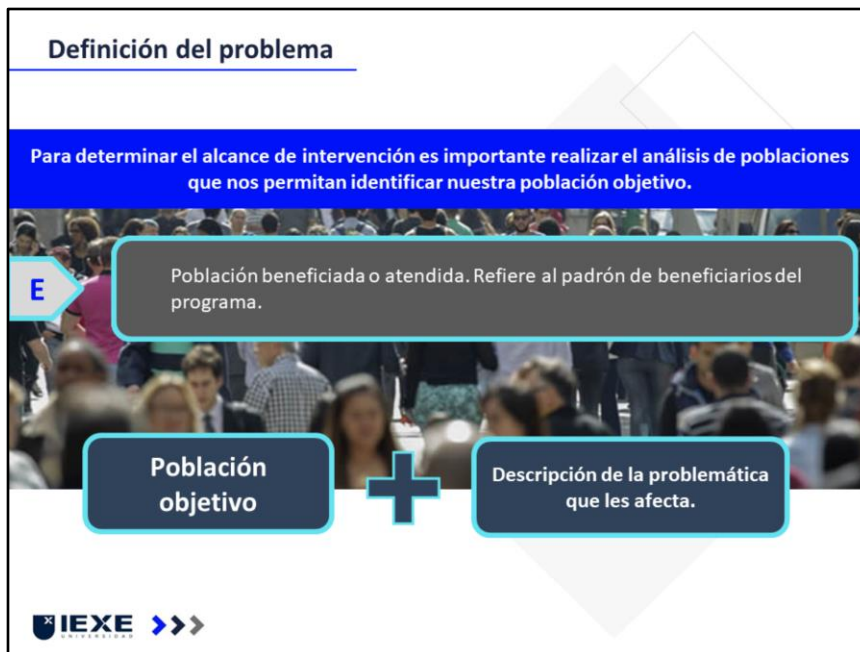 Definición del problema
Para determinar el alcance de intervención es importante realizar el análisis de poblaciones
que nos permitan identificar nuestra población objetivo.
E
Población beneficiada o atendida. Refiere al padrón de beneficiarios del
programa.
Población
objetivo
Descripción de la problemática
que les afecta.
IEXE
UNIVERSIDAD